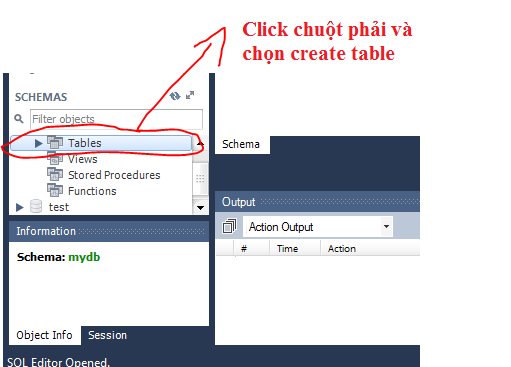 Click chuột phải và
chọn create table
SCHEMAS
Filter objects
Tables
Views
Stored Procedures
Functions
test
Information
Schema: mydb
Object Info Session
SQL Editor Opened.
Schema
Output
Action Output
# Time Action